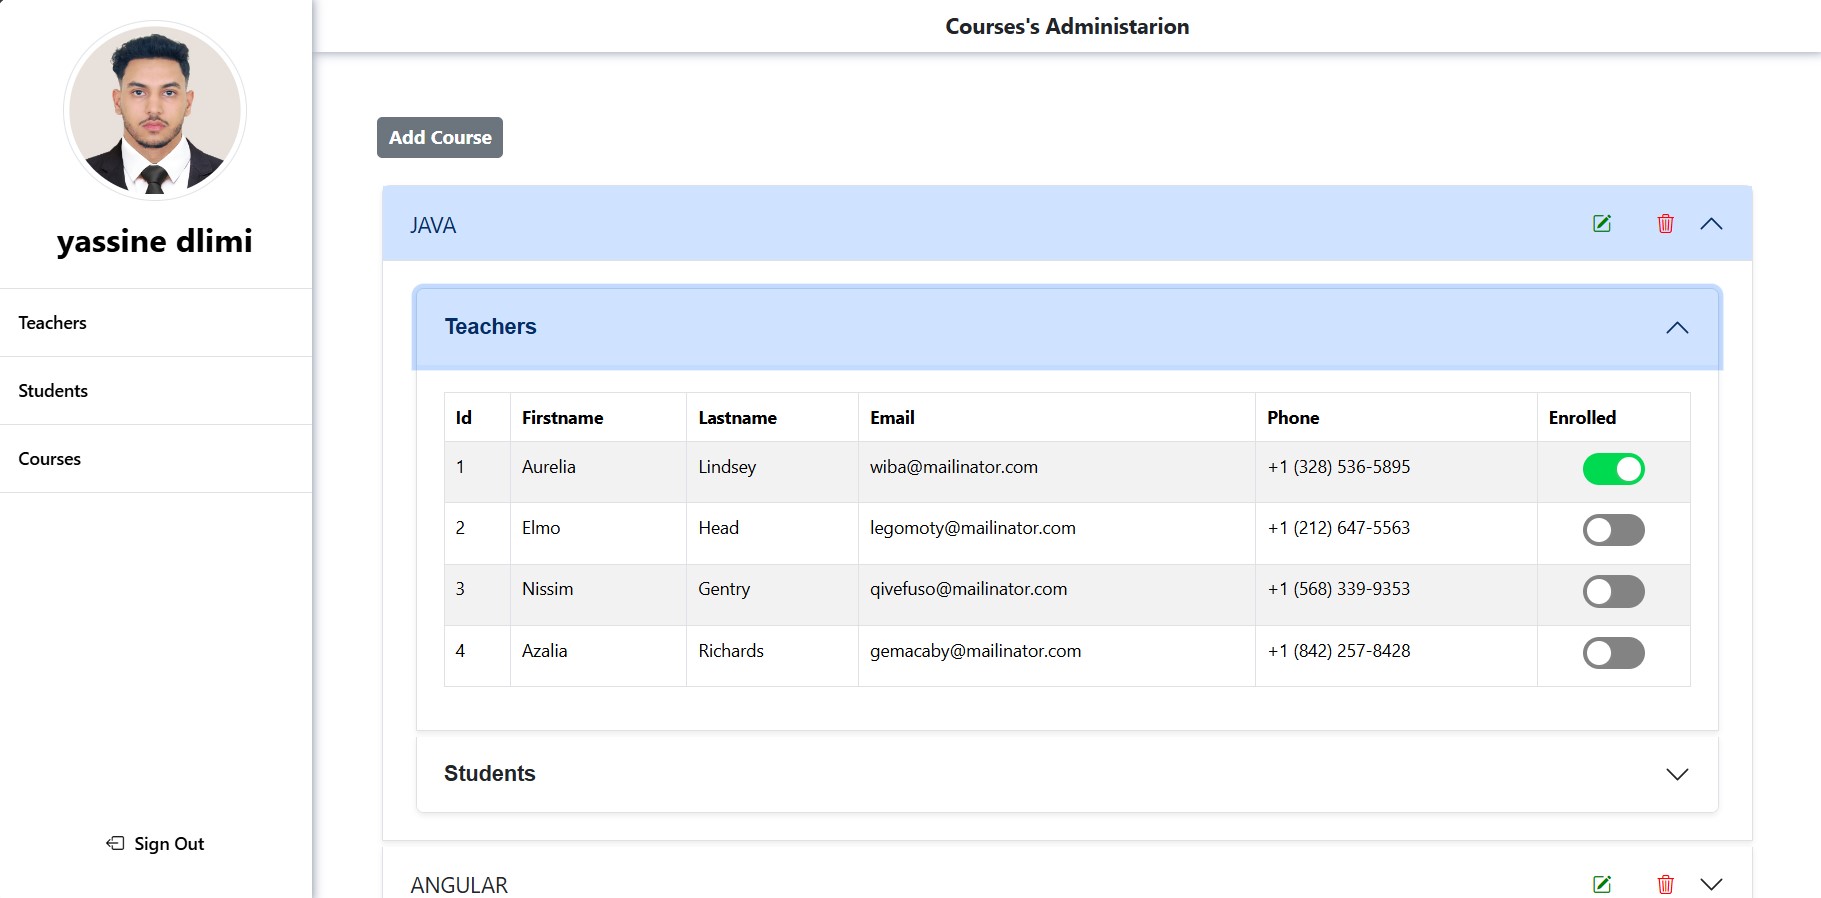 Courses's Administarion
yassine dlimi
Teachers
Students
Courses
Sign Out
Add Course
JAVA
Teachers
Id Firstname Lastname Email Phone Enrolled
1 Aurelia Lindsey wiba@mailinator.com +1 (328) 536-5895
2 Elmo Head legomoty@mailinator.com +1 (212) 647-5563
3 Nissim Gentry qivefuso@mailinator.com +1 (568) 339-9353
4 Azalia Richards gemacaby@mailinator.com +1 (842) 257-8428
Students
ANGULAR